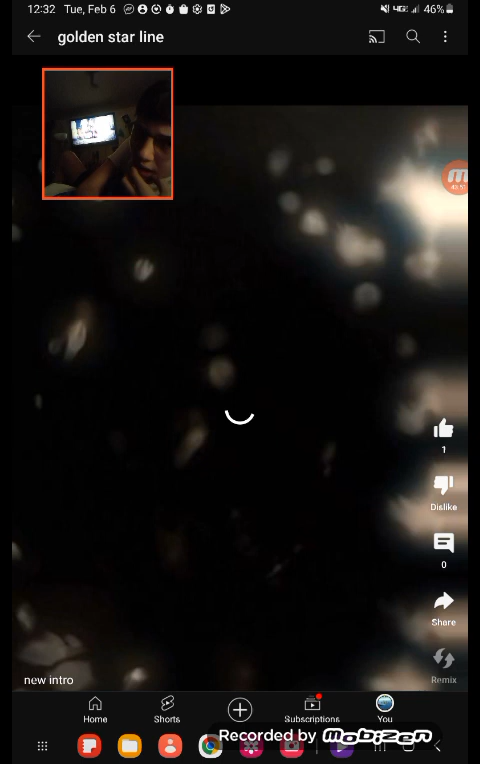 12:32 Tue, Feb 6
46%
golden star line
1
Dislike
0
Share
Remix
new intro
Home
Shorts
Subscriptions
You
Recorded by Mobizen